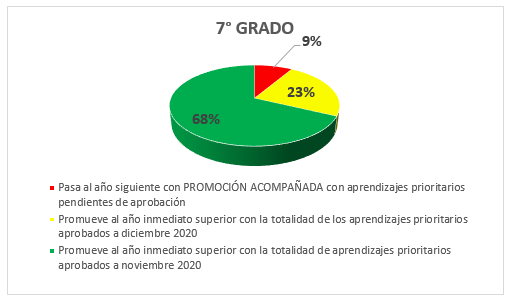 7° GRADO
9%
23%
68%
Pasa al año siguiente con PROMOCIÓN ACOMPAÑADA con aprendizajes prioritarios
pendientes de aprobación
Promueve al año inmediato superior con la totalidad de los aprendizajes prioritarios
aprobados a diciembre 2020
Promueve al año inmediato superior con la totalidad de aprendizajes prioritarios
aprobados a noviembre 2020